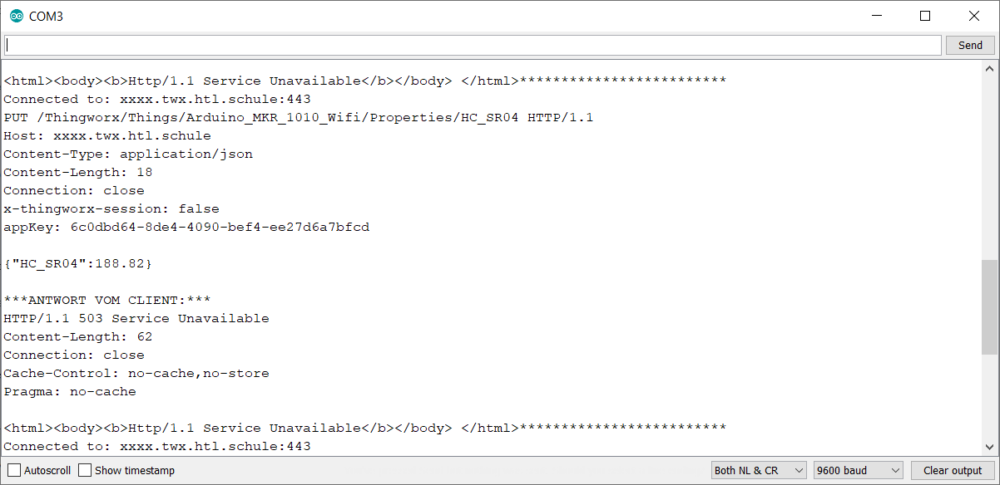 COM3
Send
<html><body><b>Http/1.1 Service Unavailable</b></body> </html>*************************
Connected to: xxxx.twx.htl.schule:443
PUT /Thingworx/Things/Arduino_MKR_1010_Wifi/Properties/HC_SR04 HTTP/1.1
Host: xxxx.twx.htl.schule
Content-Type: application/json
Content-Length: 18
Connection: close
x-thingworx-session: false
appKey: 6c0dbd64-8de4-4090-bef4-ee27d6a7bfcd
{"HC_SR04":188.82}
***ANTWORT VOM CLIENT:***
HTTP/1.1 503 Service Unavailable
Content-Length: 62
Connection: close
Cache-Control: no-cache,no-store
Pragma: no-cache
<html><body><b>Http/1.1 Service Unavailable</b></body> </html>*************************
Connected to: xxxx.twx.htl.schule:443
Autoscroll Show timestamp Both NL & CR 9600 baud Clear output